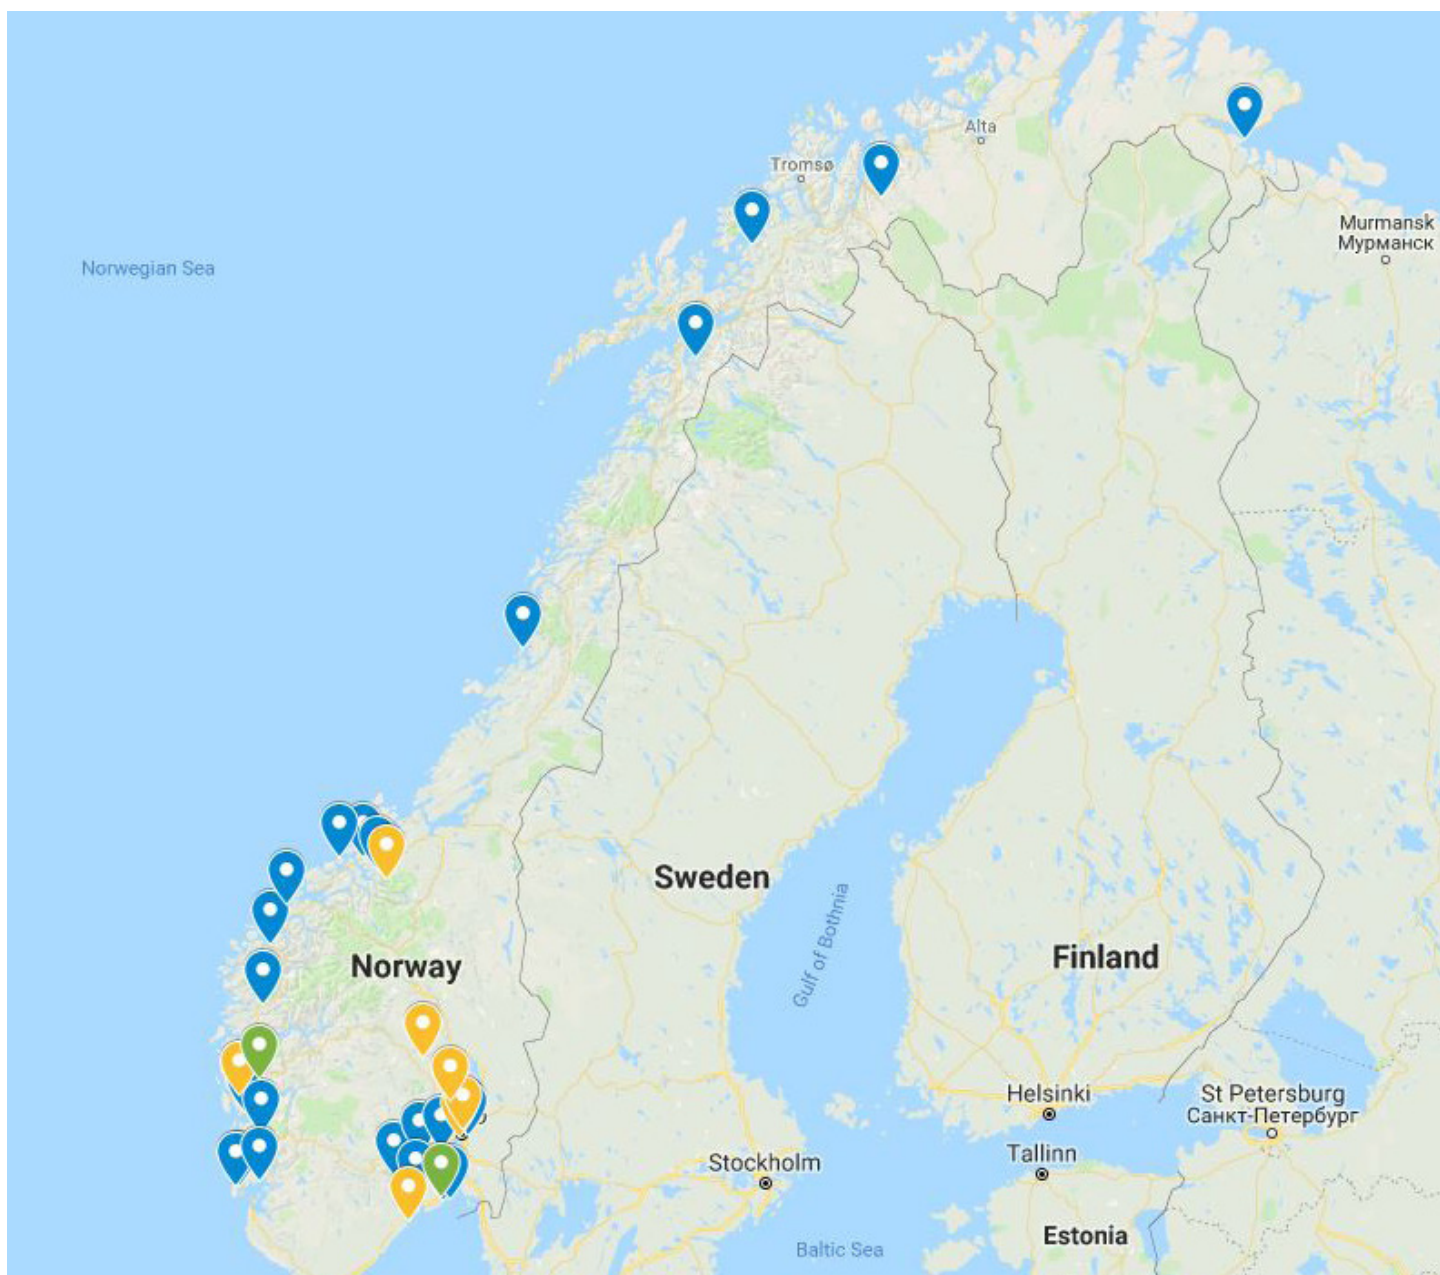 Alta
Tromsø
Murmansk
Мурманск
Norwegian Sea
Sweden
Gulf of Bothnia
Finland
Norway
Helsinki
St Petersburg
Санкт-Петербург
Tallinn
Stockholm
Estonia
Baltic Sea